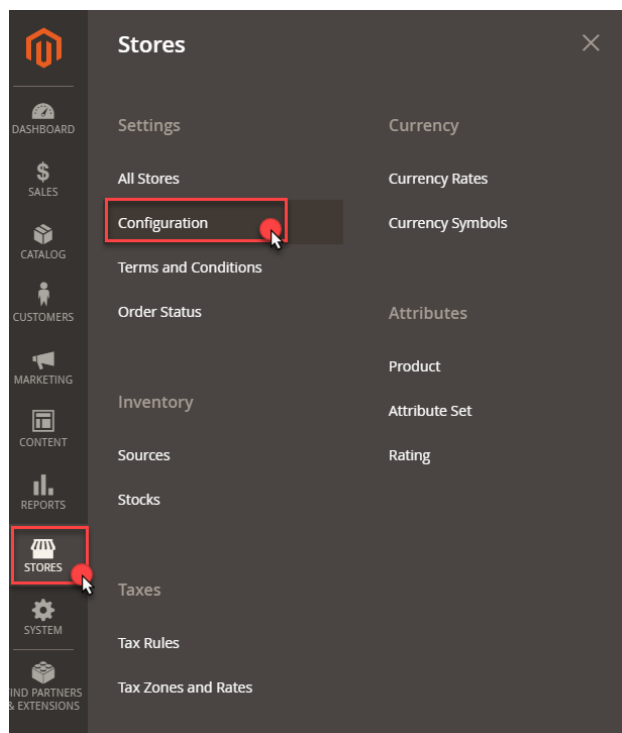 DASHBOARD
SALES
CATALOG
CUSTOMERS
MARKETING
CONTENT
REPORTS
STORES
SYSTEM
IND PARTNERS
& EXTENSIONS
Stores
Settings
All Stores
Configuration
Terms and Conditions
Order Status
Inventory
Sources
Stocks
Taxes
Tax Rules
Tax Zones and Rates
Currency
Currency Rates
Currency Symbols
Attributes
Product
Attribute Set
Rating